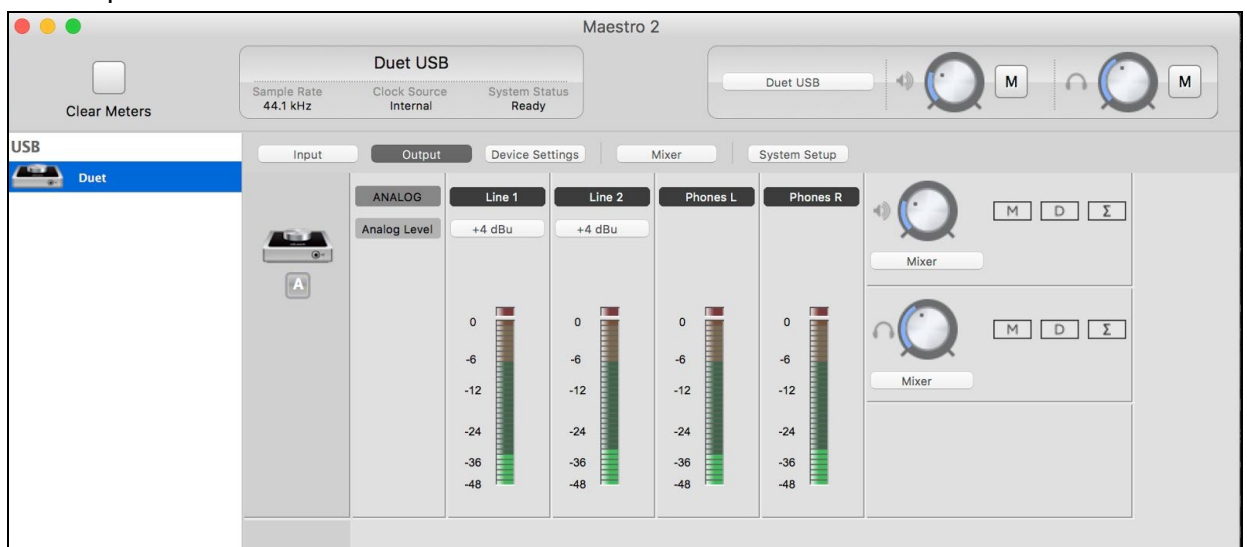 Maestro 2
Clear Meters
Duet USB
Sample Rate Clock Source System Status
44.1 kHz Internal Ready
Duet USB M M
USB
Duet
Input Output Device Settings Mixer System Setup
A
ANALOG Line 1 Line 2 Phones L Phones R
Analog Level +4 dBu +4 dBu
M D Σ
Mixer
M D Σ
Mixer
0 0 0 0
-6 -6 -6 -6
-12 -12 -12 -12
-24 -24 -24 -24
-36 -36 -36 -36
-48 -48 -48 -48